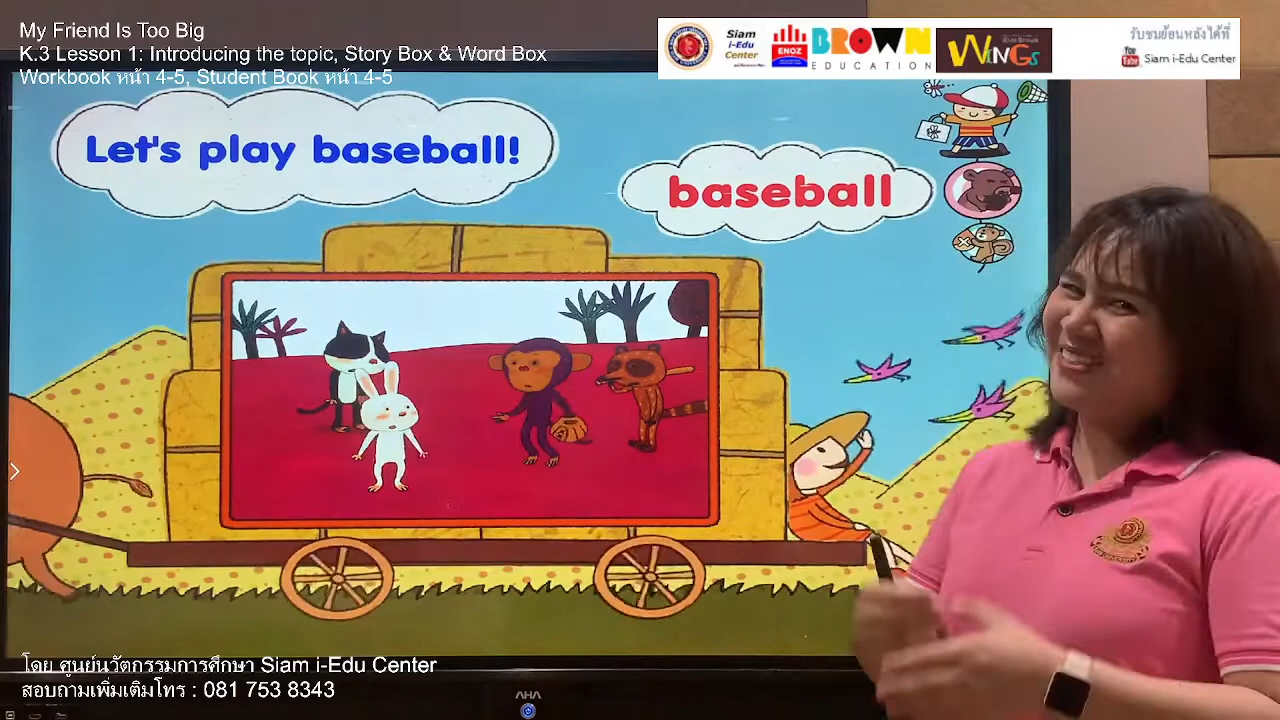 My Friend Is Too Big
K.1 Lesson 1: Introducing the topic, Story Box & Word Box
Workbook หน้า 4-5, Student Book หน้า 4-5
Siam
i-Edu
Center
ENOZ
BROWN
EDUCATION
WiNGs
รับชมย้อนหลังได้ที่
You
Tube
Siam i-Edu Center
Let's play baseball!
baseball
โดย ศูนย์นวัตกรรมการศึกษา Siam i-Edu Center
สอบถามเพิ่มเติมโทร : 081 753 8343
AHA